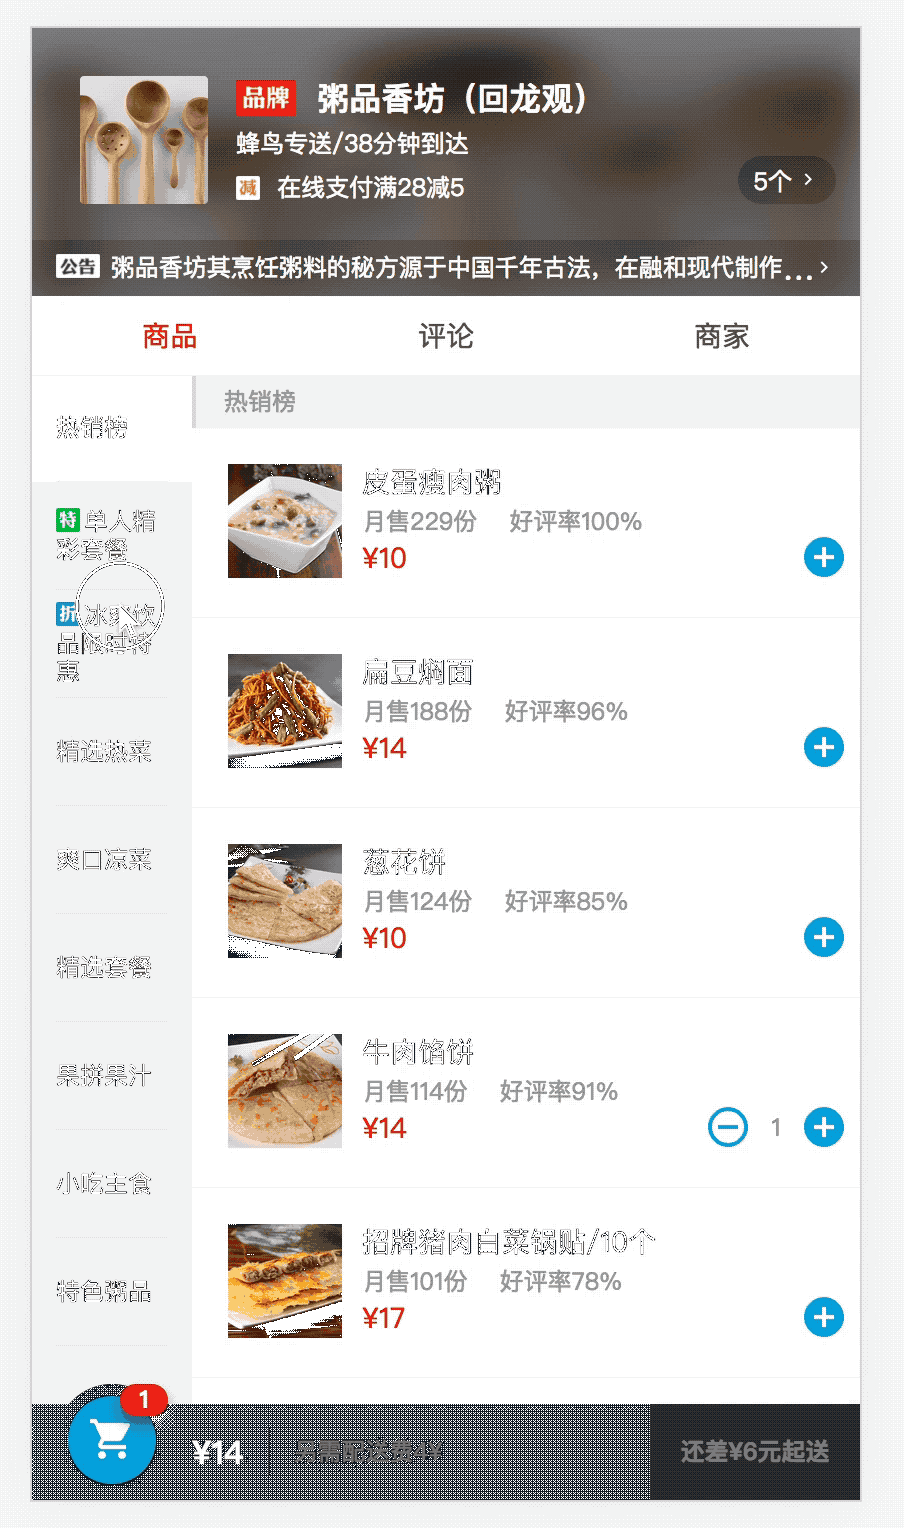 品牌 粥品香坊（回龙观）
蜂鸟专送/38分钟到达
减 在线支付满28减5
5个
公告 粥品香坊其烹饪粥料的秘方源于中国千年古法，在融和现代制作...
商品 评论 商家
热销榜
特 单人精
彩套餐
折 冰爽饮
品限时特
惠
精选热菜
爽口凉菜
精选套餐
果拼果汁
小吃主食
特色粥品
热销榜
皮蛋瘦肉粥
月售229份 好评率100%
¥10
扁豆焖面
月售188份 好评率96%
¥14
葱花饼
月售124份 好评率85%
¥10
牛肉馅饼
月售114份 好评率91%
¥14
1
招牌猪肉白菜锅贴/10个
月售101份 好评率78%
¥17
1
¥14
另需配送费4¥
还差¥6元起送